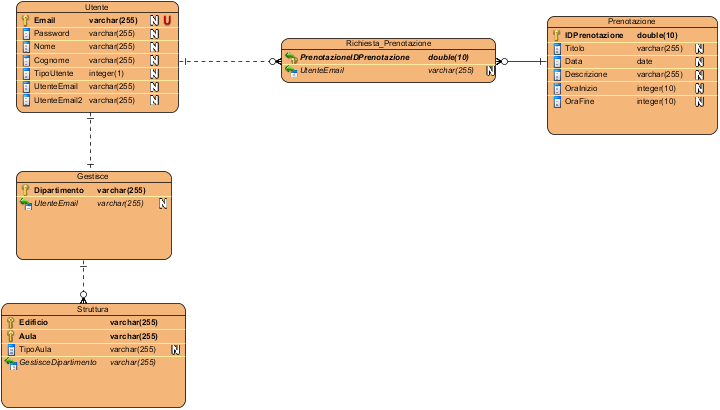 Utente
Email varchar(255) N U
Password varchar(255) N
Nome varchar(255) N
Cognome varchar(255) N
TipoUtente integer(1) N
UtenteEmail varchar(255) N
UtenteEmail2 varchar(255) N
Richiesta_Prenotazione
PrenotazioneIDPrenotazione double(10)
UtenteEmail varchar(255) N
Prenotazione
IDPrenotazione double(10)
Titolo varchar(255) N
Data date N
Descrizione varchar(255) N
OraInizio integer(10) N
OraFine integer(10) N
Gestisce
Dipartimento varchar(255)
UtenteEmail varchar(255) N
Struttura
Edificio varchar(255)
Aula varchar(255)
TipoAula varchar(255) N
GestisceDipartimento varchar(255)